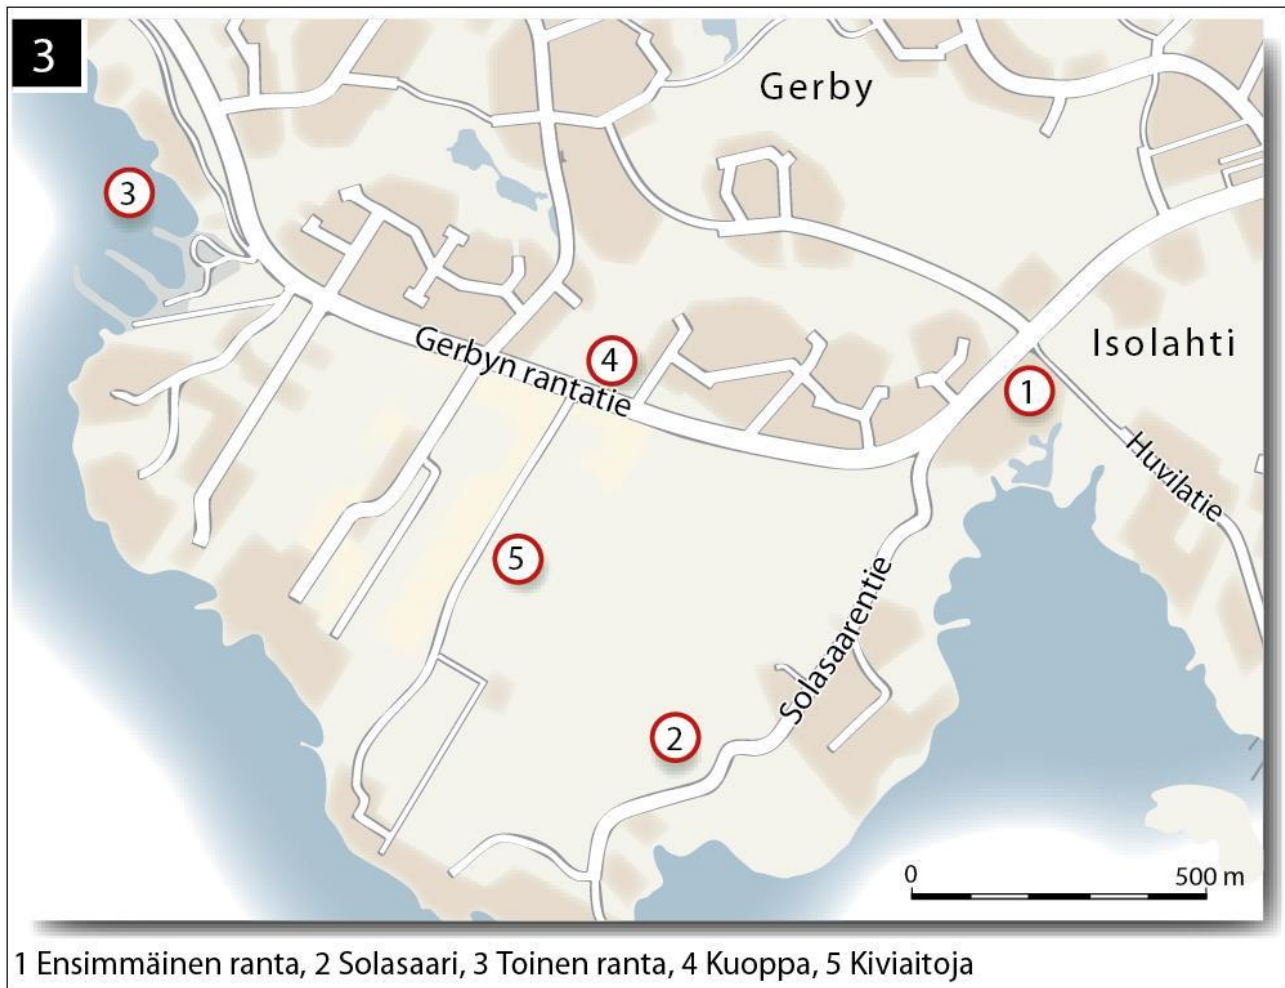 3
Gerby
3
Isolahti
Gerbyn rantatie
4
1
Huvilatie
5
Solasaarentie
2
0 500 m
1 Ensimmäinen ranta, 2 Solasaari, 3 Toinen ranta, 4 Kuoppa, 5 Kiviaitoja